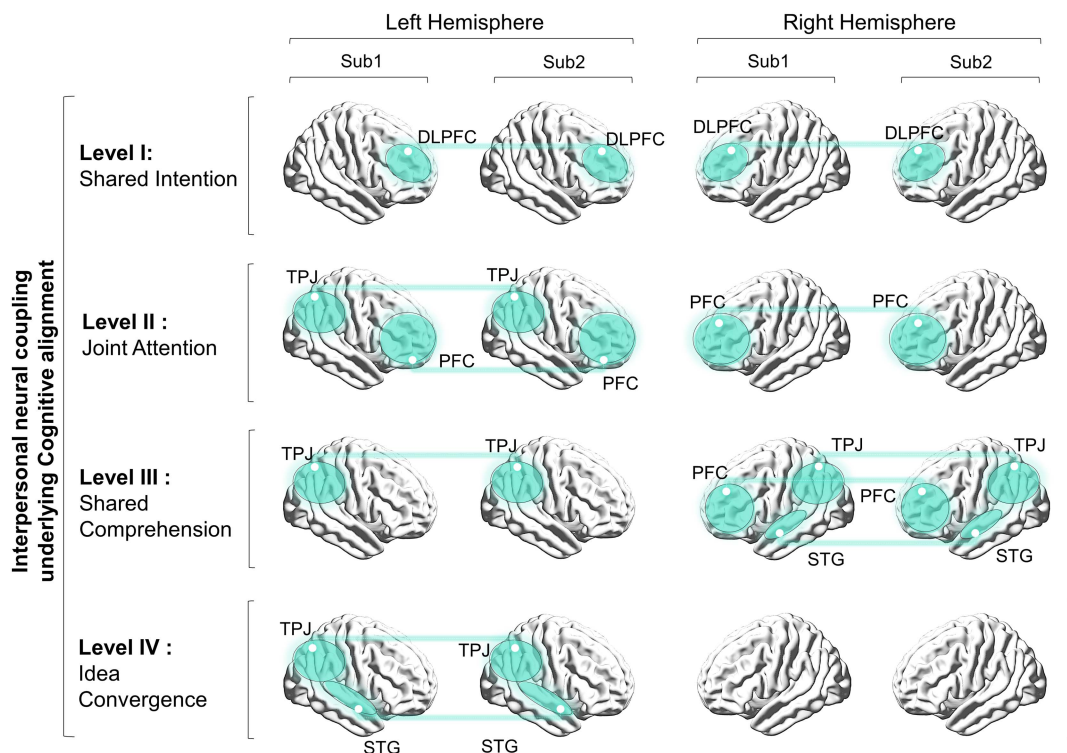 Left Hemisphere
Right Hemisphere
Sub1
Sub2
Sub1
Sub2
Interpersonal neural coupling
underlying Cognitive alignment
Level I:
Shared Intention
DLPFC
DLPFC
DLPFC
DLPFC
Level II :
Joint Attention
TPJ
PFC
TPJ
PFC
PFC
PFC
Level III :
Shared
Comprehension
TPJ
TPJ
PFC
TPJ
STG
PFC
TPJ
STG
Level IV :
Idea
Convergence
TPJ
STG
TPJ
STG